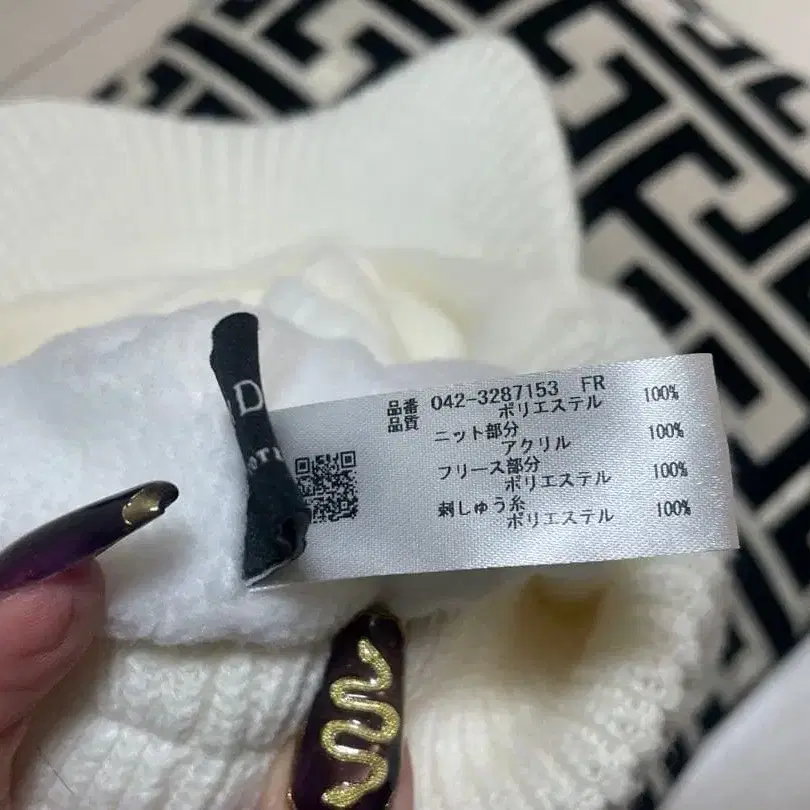 品番 042-3287153 FR
品質 ポリエステル 100%
ニット部分
アクリル 100%
フリース部分
ポリエステル 100%
刺しゅう糸
ポリエステル 100%
D